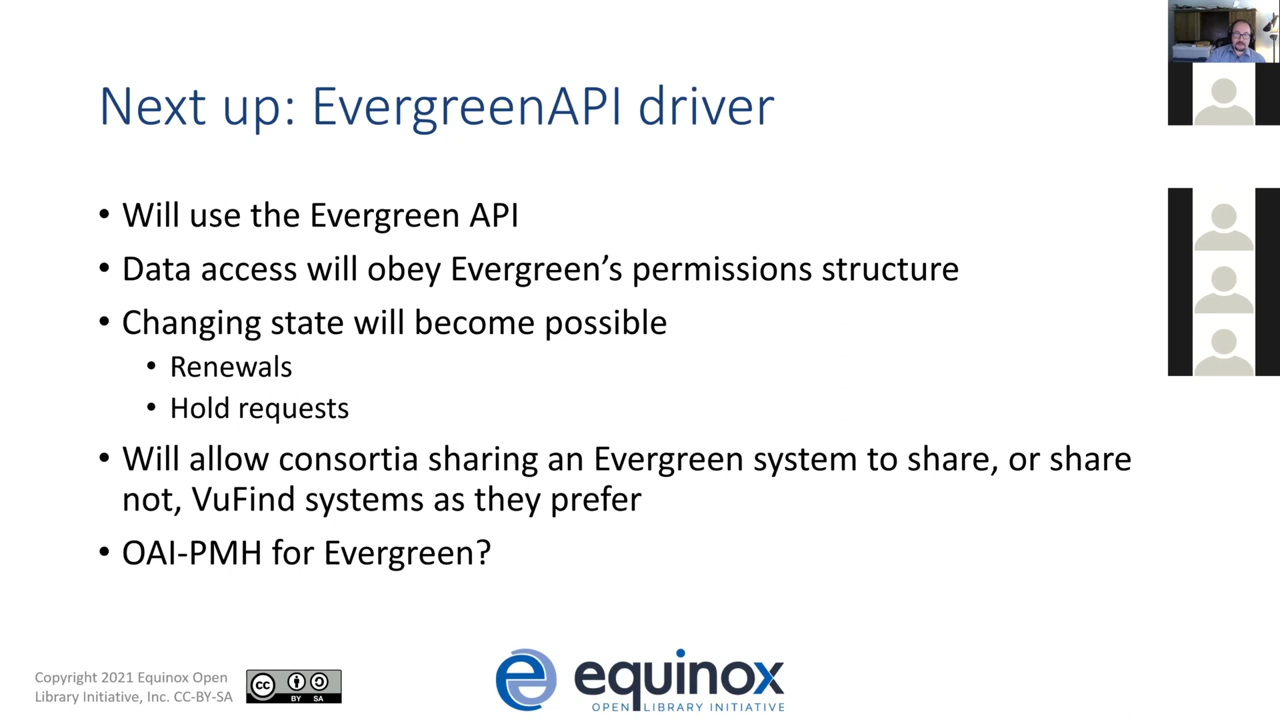 Next up: EvergreenAPI driver
• Will use the Evergreen API
• Data access will obey Evergreen’s permissions structure
• Changing state will become possible
• Renewals
• Hold requests
• Will allow consortia sharing an Evergreen system to share, or share
not, VuFind systems as they prefer
• OAI-PMH for Evergreen?
Copyright 2021 Equinox Open
Library Initiative, Inc. CC-BY-SA
cc
BY SA
e equinox
OPEN LIBRARY INITIATIVE